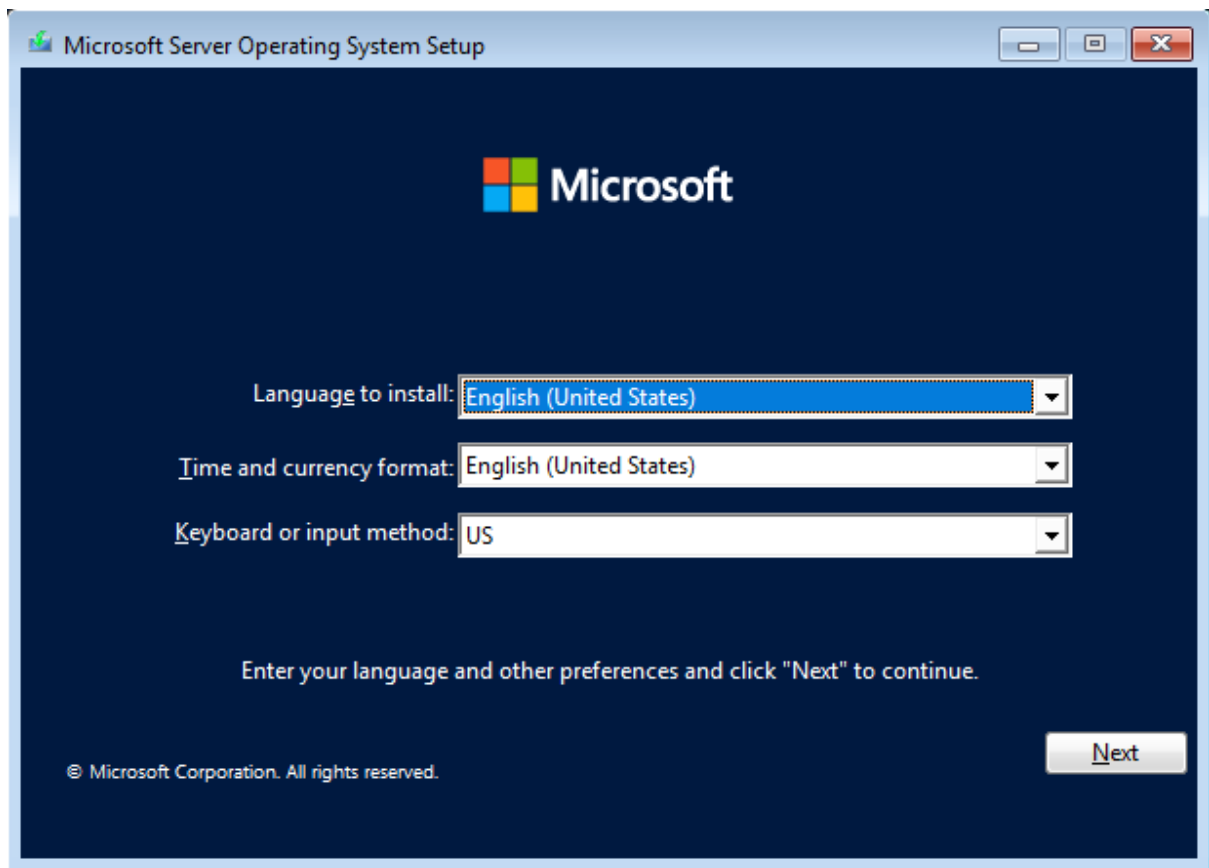 Microsoft Server Operating System Setup
Microsoft
Language to install: English (United States)
Time and currency format: English (United States)
Keyboard or input method: US
Enter your language and other preferences and click "Next" to continue.
Next
© Microsoft Corporation. All rights reserved.